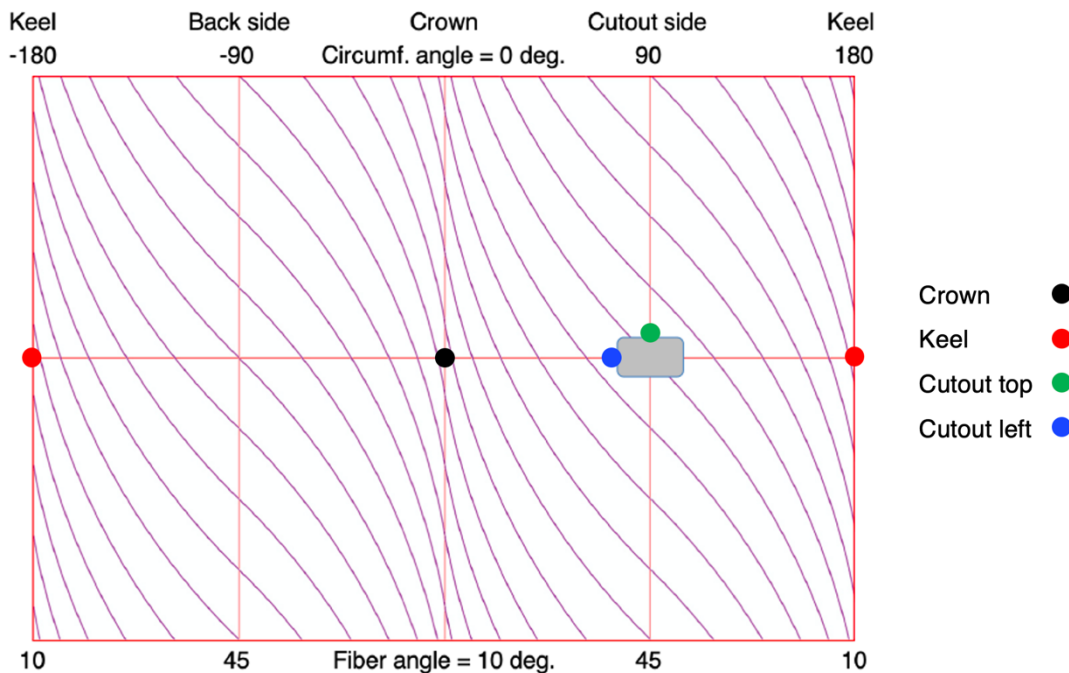 Keel Back side Crown Cutout side Keel
-180 -90 Circumf. angle = 0 deg. 90 180
Crown
Keel
Cutout top
Cutout left
10 45 Fiber angle = 10 deg. 45 10